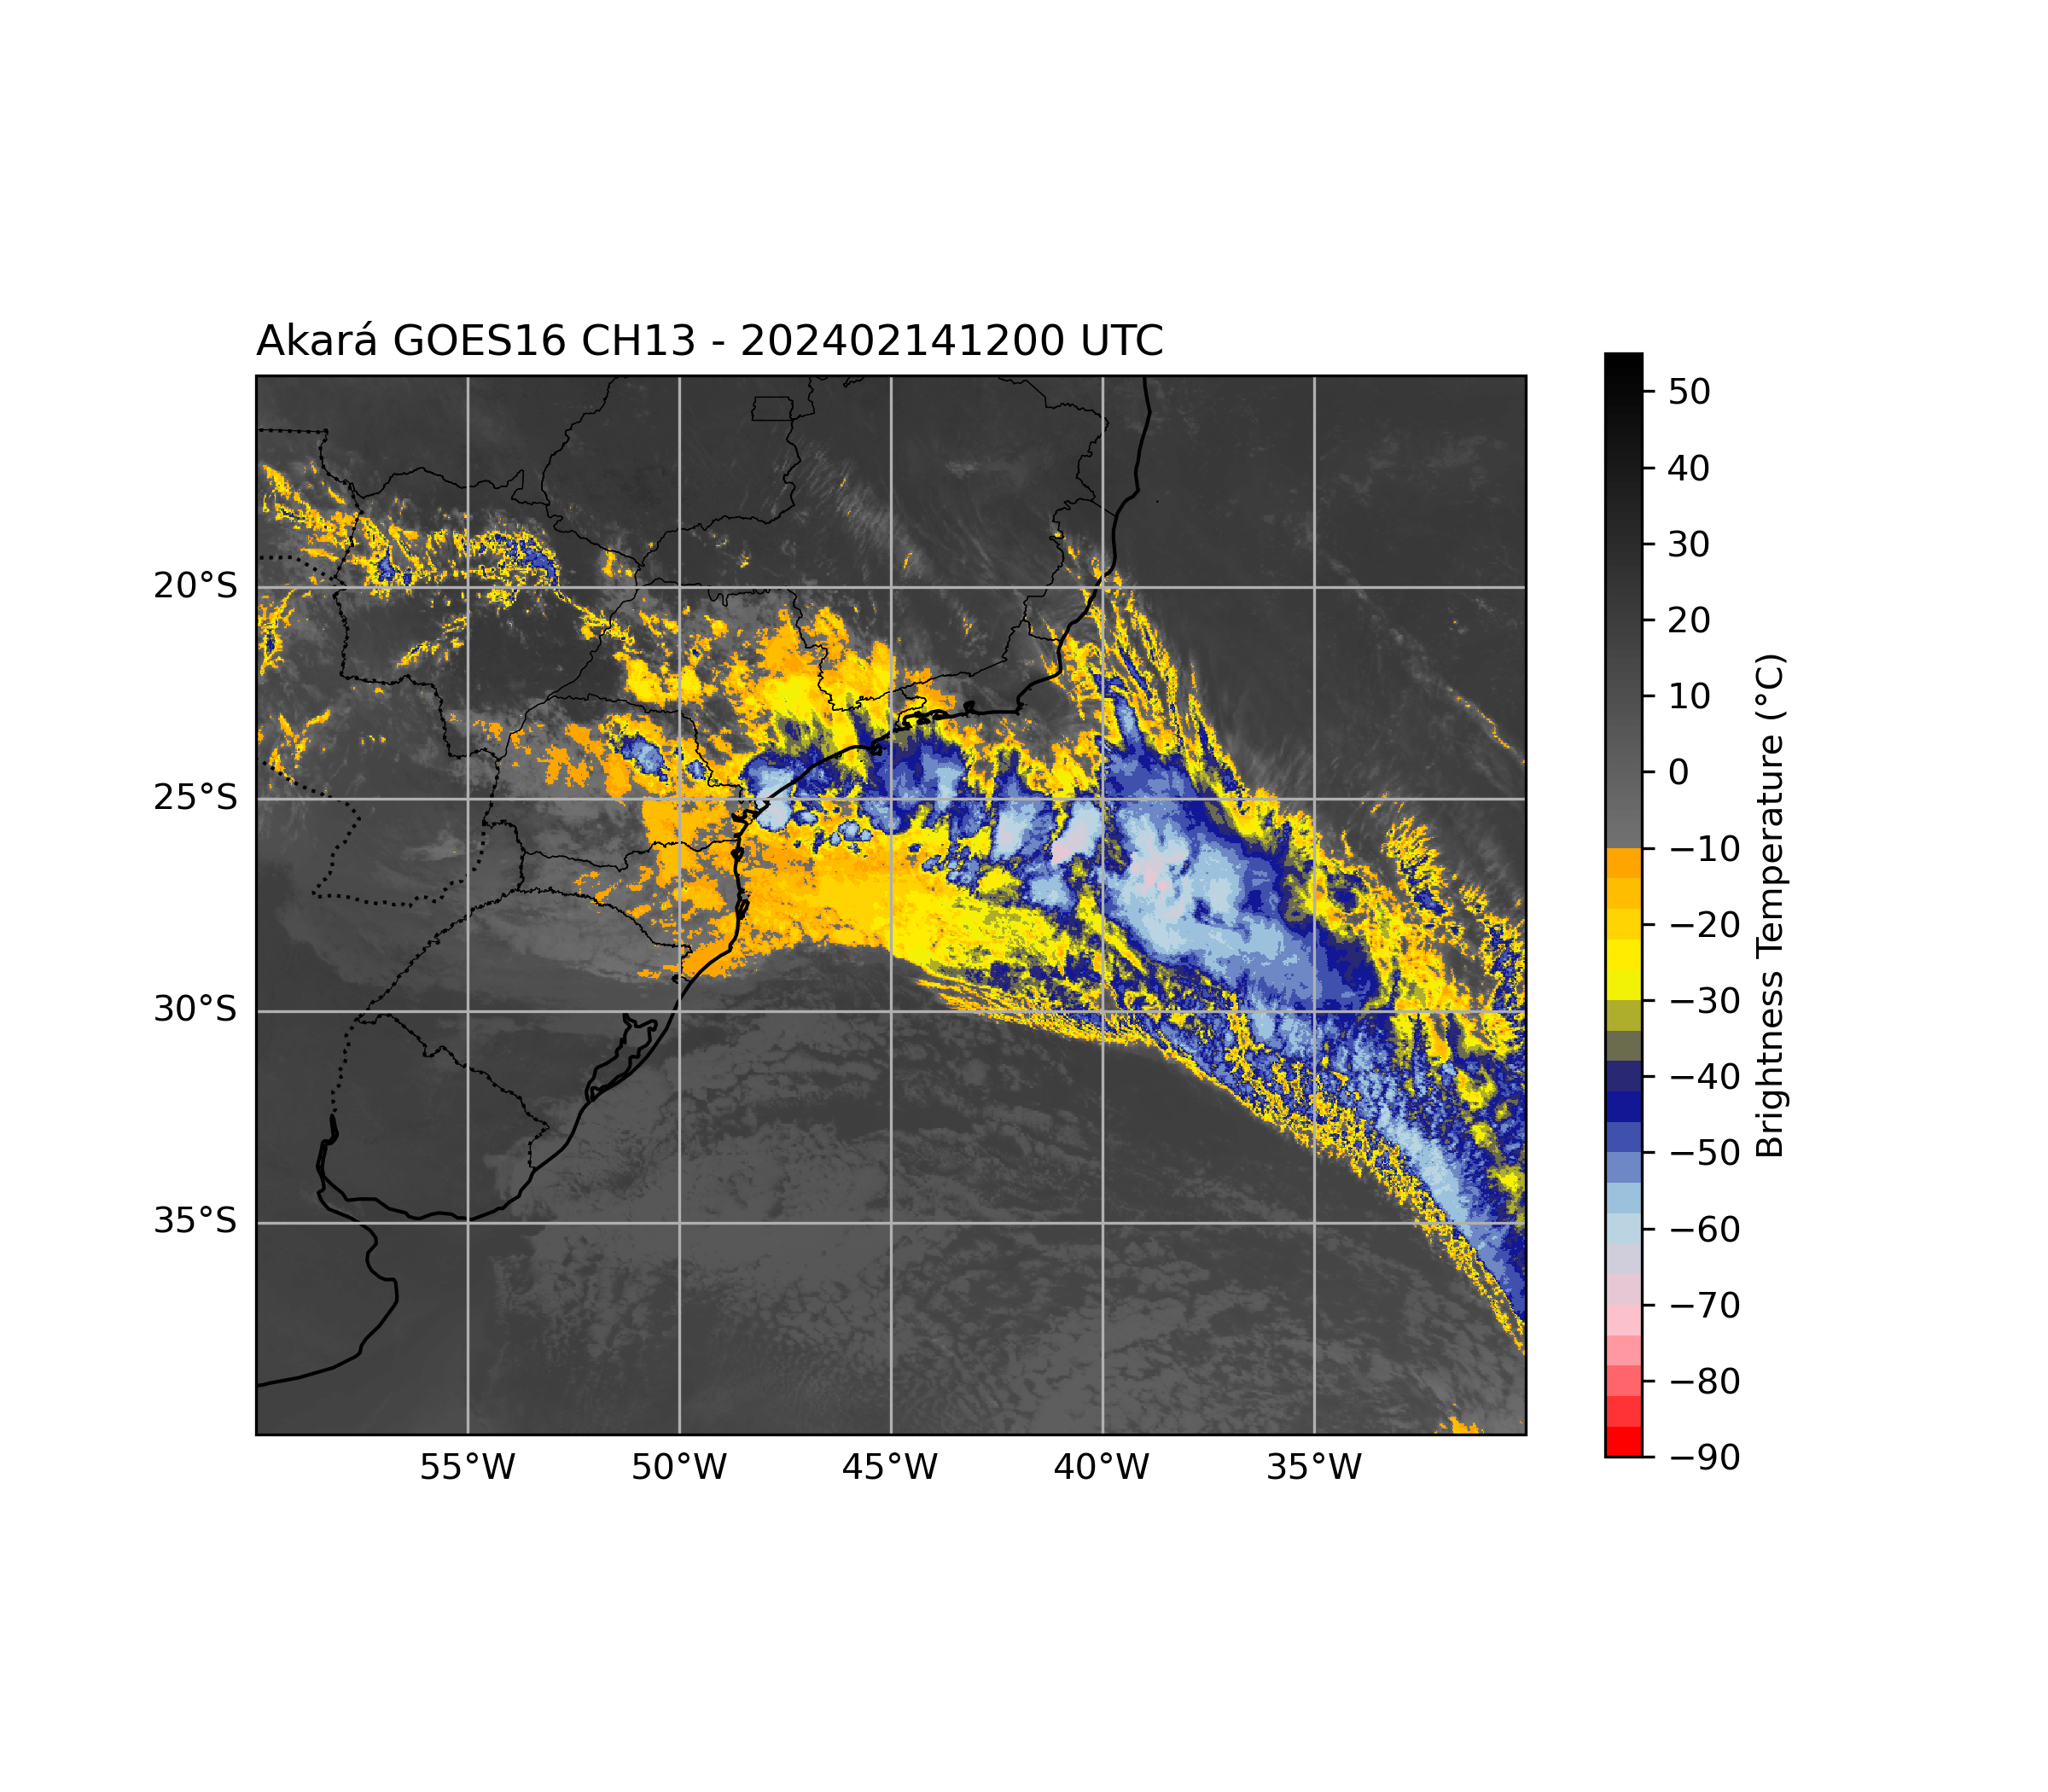 Akará GOES16 CH13 - 202402141200 UTC
20°S
25°S
30°S
35°S
55°W
50°W
45°W
40°W
35°W
50
40
30
20
10
0
−10
−20
−30
−40
−50
−60
−70
−80
−90
Brightness Temperature (°C)